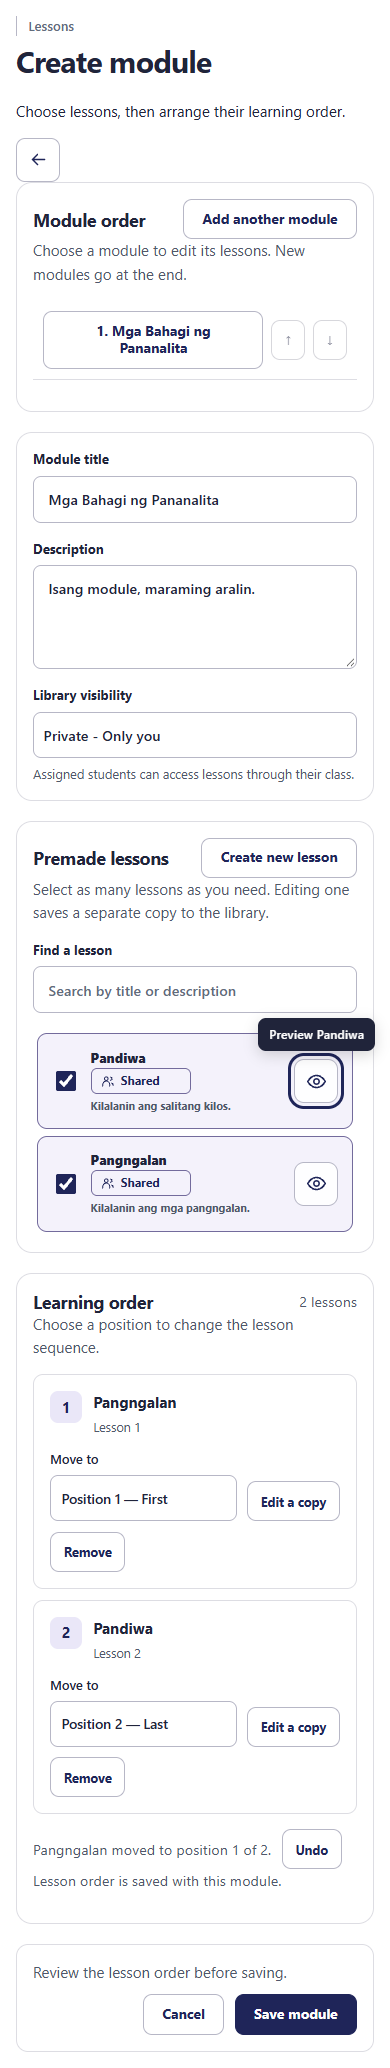 Lessons
Create module
Choose lessons, then arrange their learning order.
←
Module order
Add another module
Choose a module to edit its lessons. New
modules go at the end.
1. Mga Bahagi ng
Pananalita
↑ ↓
Module title
Mga Bahagi ng Pananalita
Description
Isang module, maraming aralin.
Library visibility
Private - Only you
Assigned students can access lessons through their class.
Premade lessons
Create new lesson
Select as many lessons as you need. Editing one
saves a separate copy to the library.
Find a lesson
Search by title or description
Preview Pandiwa
Pandiwa
Shared
Kilalanin ang salitang kilos.
Pangngalan
Shared
Kilalanin ang mga pangngalan.
Learning order
2 lessons
Choose a position to change the lesson
sequence.
1
Pangngalan
Lesson 1
Move to
Position 1 — First
Edit a copy
Remove
2
Pandiwa
Lesson 2
Move to
Position 2 — Last
Edit a copy
Remove
Pangngalan moved to position 1 of 2.
Undo
Lesson order is saved with this module.
Review the lesson order before saving.
Cancel
Save module